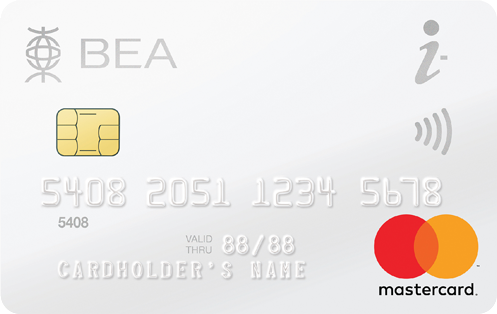 BEA
i-
5408 2051 1234 5678
5408
VALID
THRU 88/88
CARDHOLDER'S NAME
mastercard.